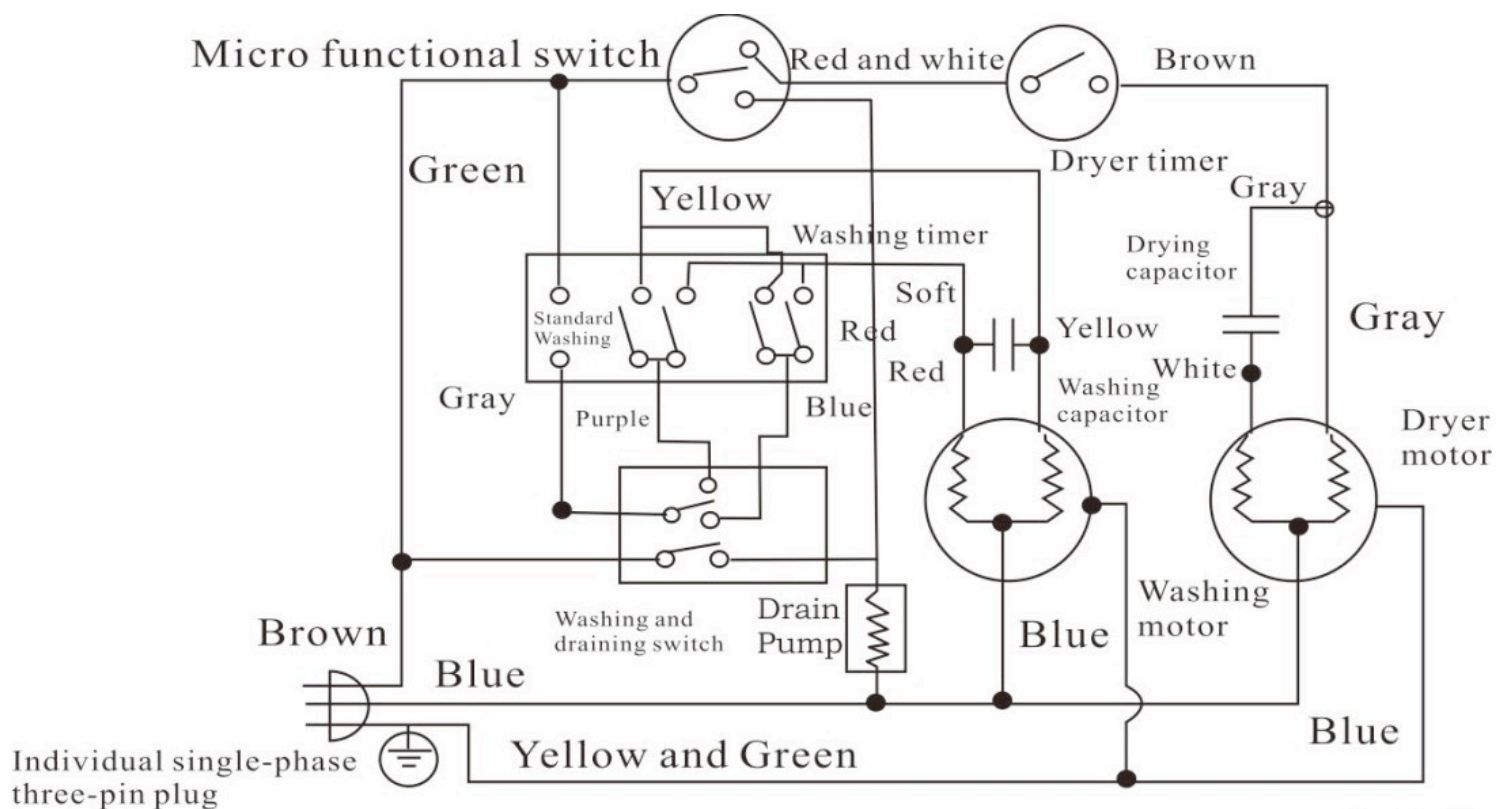 Micro functional switch
Red and white
Brown
Green
Dryer timer
Yellow
Gray
Washing timer
Drying
capacitor
Soft
Standard
Washing
Red
Yellow
Gray
Red
White
Washing
capacitor
Gray
Purple
Blue
Dryer
motor
Washing and
draining switch
Drain
Pump
Washing
motor
Brown
Blue
Blue
Blue
Individual single-phase
three-pin plug
Yellow and Green